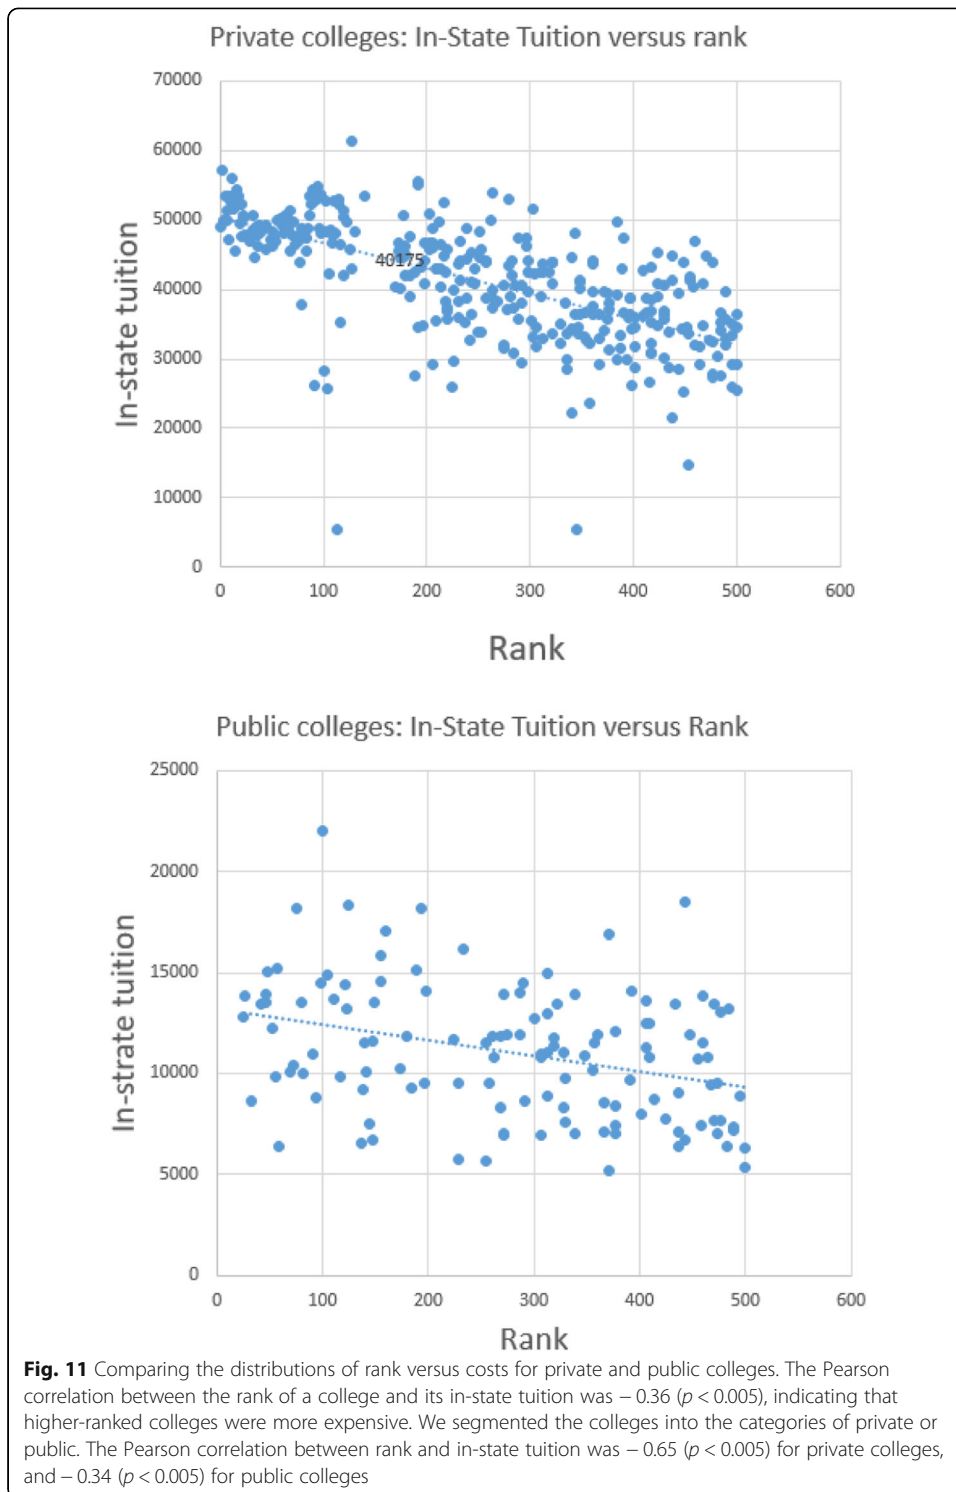 Private colleges: In-State Tuition versus rank
70000
60000
50000
40000
30000
20000
10000
0
In-state tuition
40175
0 100 200 300 400 500 600
Rank
Public colleges: In-State Tuition versus Rank
25000
20000
15000
10000
5000
0
In-strate tuition
0 100 200 300 400 500 600
Rank
Fig. 11 Comparing the distributions of rank versus costs for private and public colleges. The Pearson
correlation between the rank of a college and its in-state tuition was − 0.36 (p < 0.005), indicating that
higher-ranked colleges were more expensive. We segmented the colleges into the categories of private or
public. The Pearson correlation between rank and in-state tuition was − 0.65 (p < 0.005) for private colleges,
and − 0.34 (p < 0.005) for public colleges